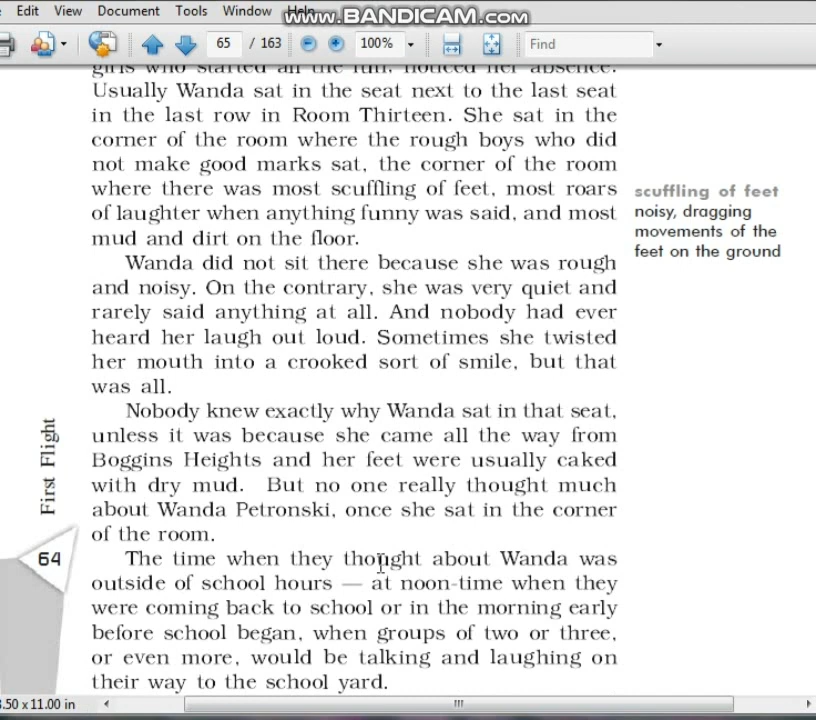 Edit View Document Tools Window Help
www.BANDICAM.com
65 / 163 100% Find
girls who started all the fun, noticed her absence.
Usually Wanda sat in the seat next to the last seat
in the last row in Room Thirteen. She sat in the
corner of the room where the rough boys who did
not make good marks sat, the corner of the room
where there was most scuffling of feet, most roars
of laughter when anything funny was said, and most
mud and dirt on the floor.
scuffling of feet
noisy, dragging
movements of the
feet on the ground
Wanda did not sit there because she was rough
and noisy. On the contrary, she was very quiet and
rarely said anything at all. And nobody had ever
heard her laugh out loud. Sometimes she twisted
her mouth into a crooked sort of smile, but that
was all.
Nobody knew exactly why Wanda sat in that seat,
unless it was because she came all the way from
Boggins Heights and her feet were usually caked
with dry mud. But no one really thought much
about Wanda Petronski, once she sat in the corner
of the room.
The time when they thought about Wanda was
outside of school hours — at noon-time when they
were coming back to school or in the morning early
before school began, when groups of two or three,
or even more, would be talking and laughing on
their way to the school yard.
First Flight
64
8.50 x 11.00 in